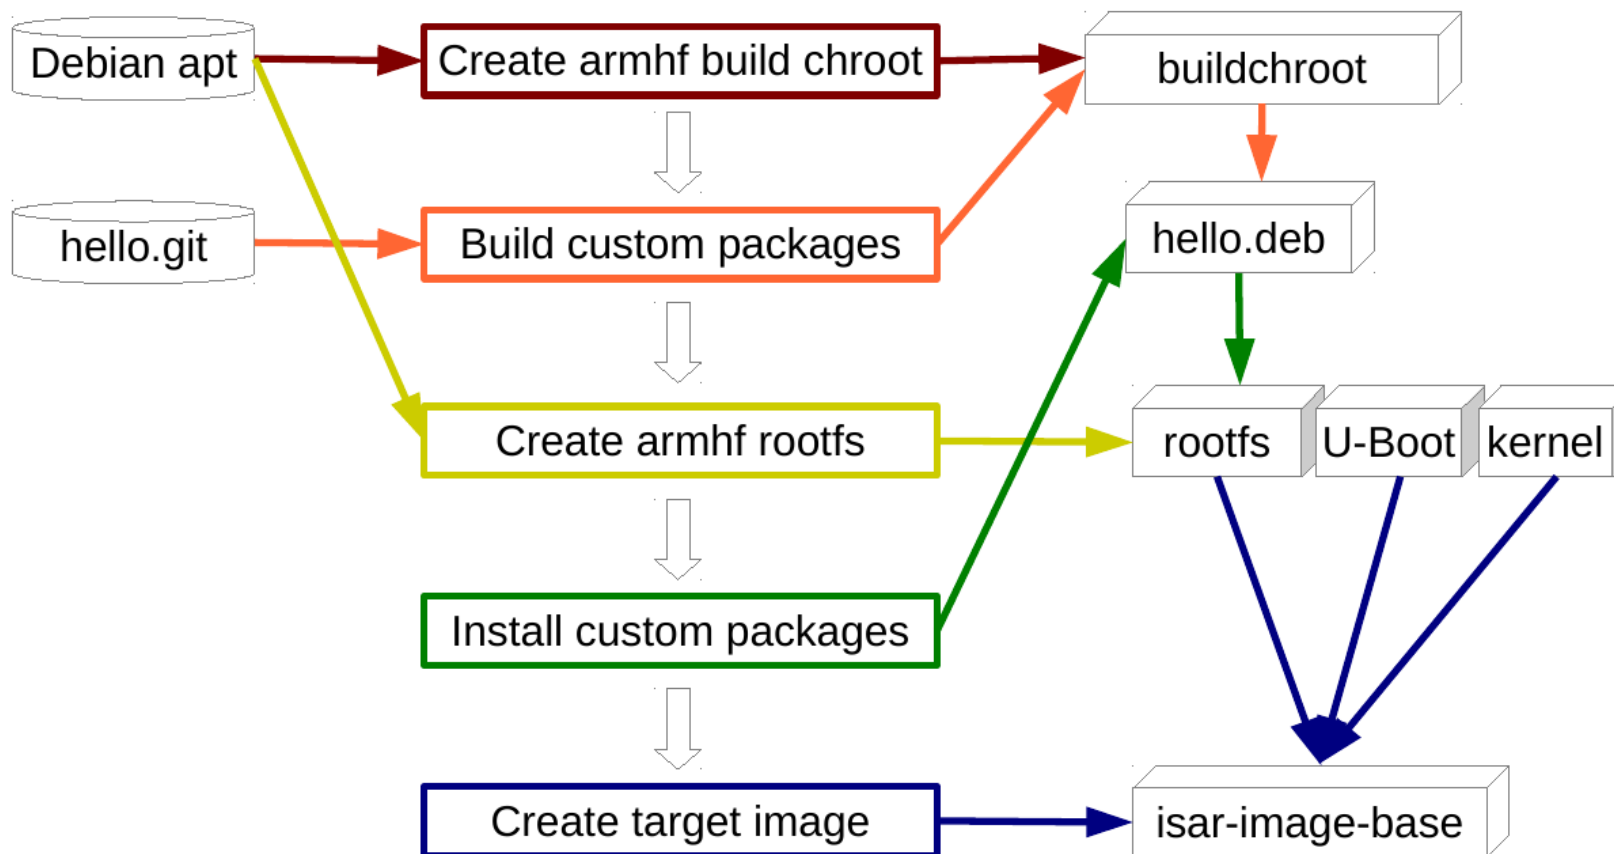 Debian apt
Create armhf build chroot
buildchroot
hello.git
Build custom packages
hello.deb
Create armhf rootfs
rootfs
U-Boot
kernel
Install custom packages
Create target image
isar-image-base